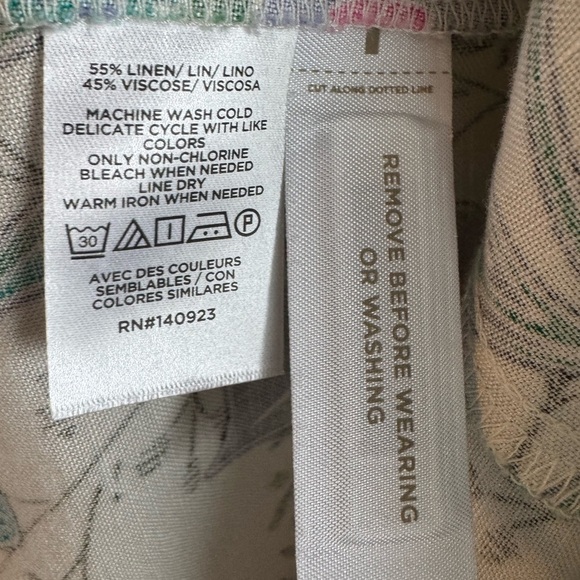 55% LINEN/ LIN/ LINO
45% VISCOSE/ VISCOSA
MACHINE WASH COLD
DELICATE CYCLE WITH LIKE
COLORS
ONLY NON-CHLORINE
BLEACH WHEN NEEDED
LINE DRY
WARM IRON WHEN NEEDED
30
P
AVEC DES COULEURS
SEMBLABLES / CON
COLORES SIMILARES
RN#140923
CUT ALONG DOTTED LINE
REMOVE BEFORE WEARING
OR WASHING